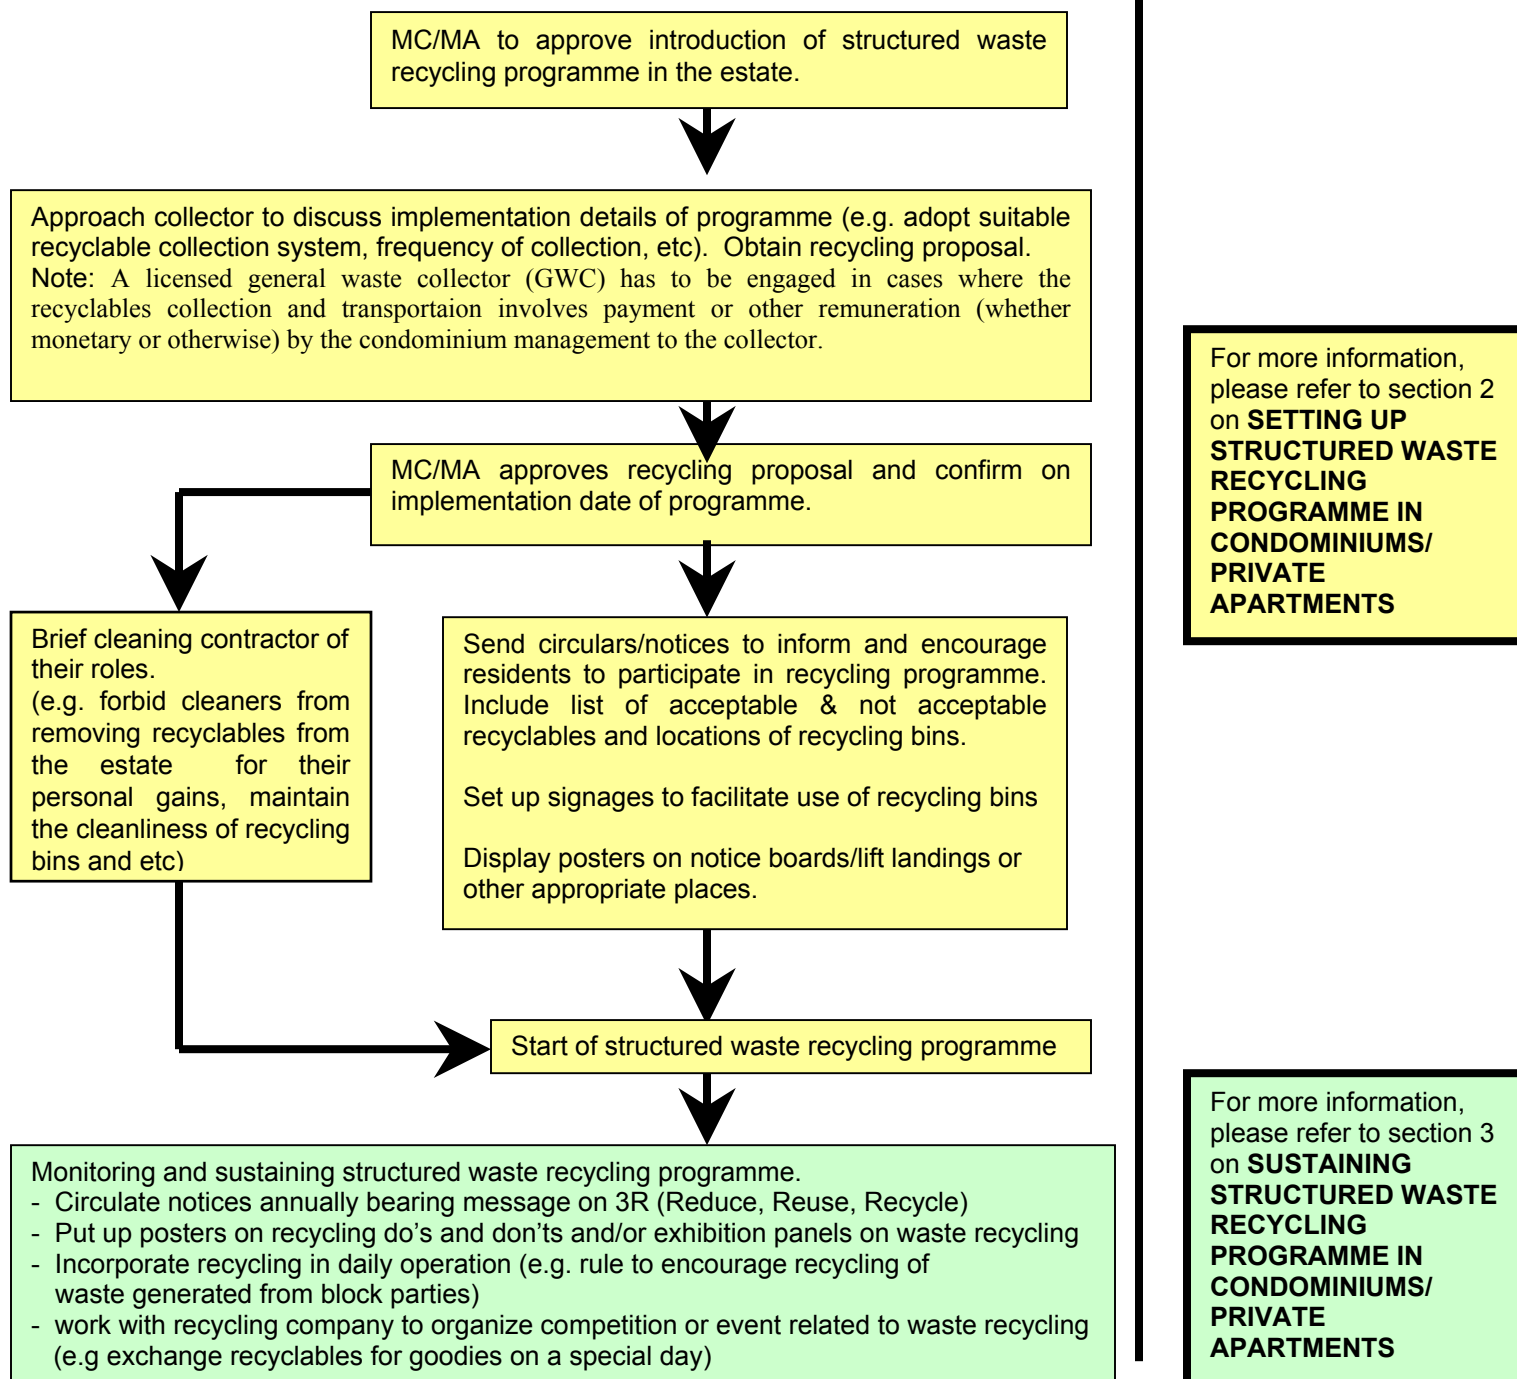 MC/MA to approve introduction of structured waste
recycling programme in the estate.
Approach collector to discuss implementation details of programme (e.g. adopt suitable
recyclable collection system, frequency of collection, etc). Obtain recycling proposal.
Note: A licensed general waste collector (GWC) has to be engaged in cases where the
recyclables collection and transportaion involves payment or other remuneration (whether
monetary or otherwise) by the condominium management to the collector.
MC/MA approves recycling proposal and confirm on
implementation date of programme.
Brief cleaning contractor of
their roles.
(e.g. forbid cleaners from
removing recyclables from
the estate for their
personal gains, maintain
the cleanliness of recycling
bins and etc)
Send circulars/notices to inform and encourage
residents to participate in recycling programme.
Include list of acceptable & not acceptable
recyclables and locations of recycling bins.
Set up signages to facilitate use of recycling bins
Display posters on notice boards/lift landings or
other appropriate places.
Start of structured waste recycling programme
Monitoring and sustaining structured waste recycling programme.
- Circulate notices annually bearing message on 3R (Reduce, Reuse, Recycle)
- Put up posters on recycling do's and don'ts and/or exhibition panels on waste recycling
- Incorporate recycling in daily operation (e.g. rule to encourage recycling of
waste generated from block parties)
- work with recycling company to organize competition or event related to waste recycling
(e.g exchange recyclables for goodies on a special day)
For more information,
please refer to section 2
on SETTING UP
STRUCTURED WASTE
RECYCLING
PROGRAMME IN
CONDOMINIUMS/
PRIVATE
APARTMENTS
For more information,
please refer to section 3
on SUSTAINING
STRUCTURED WASTE
RECYCLING
PROGRAMME IN
CONDOMINIUMS/
PRIVATE
APARTMENTS